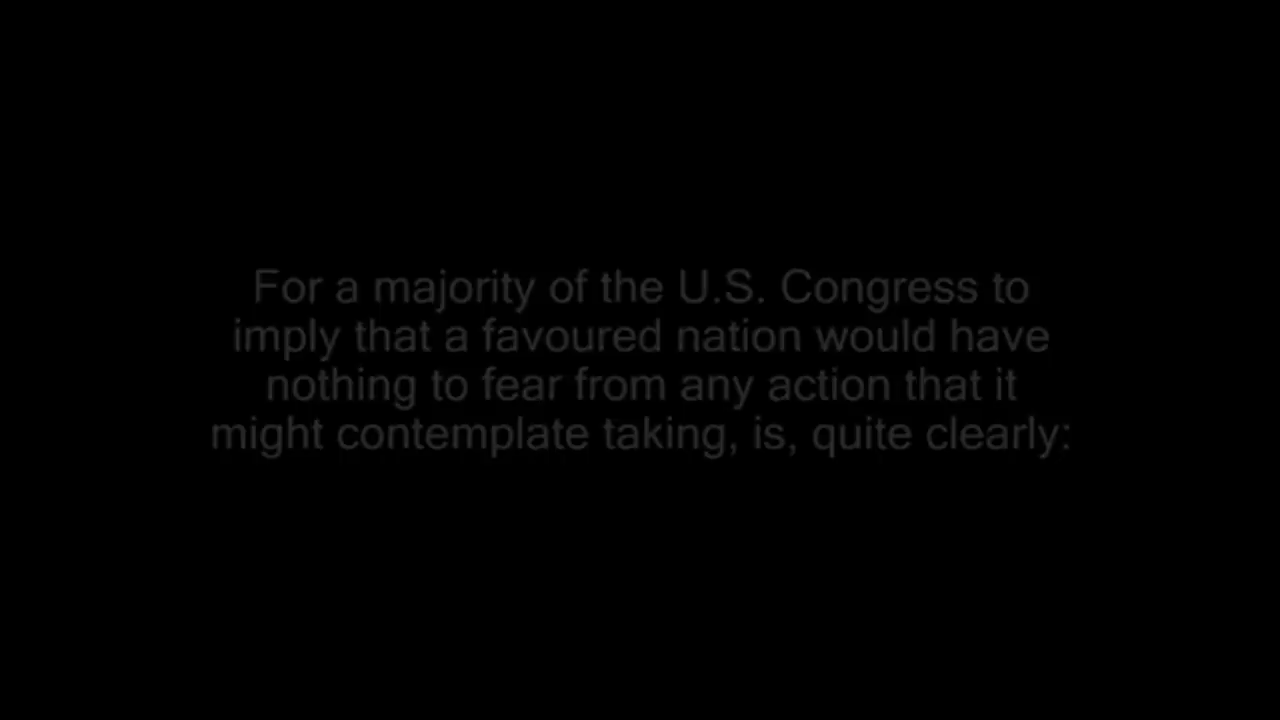 For a majority of the U.S. Congress to
imply that a favoured nation would have
nothing to fear from any action that it
might contemplate taking, is, quite clearly: